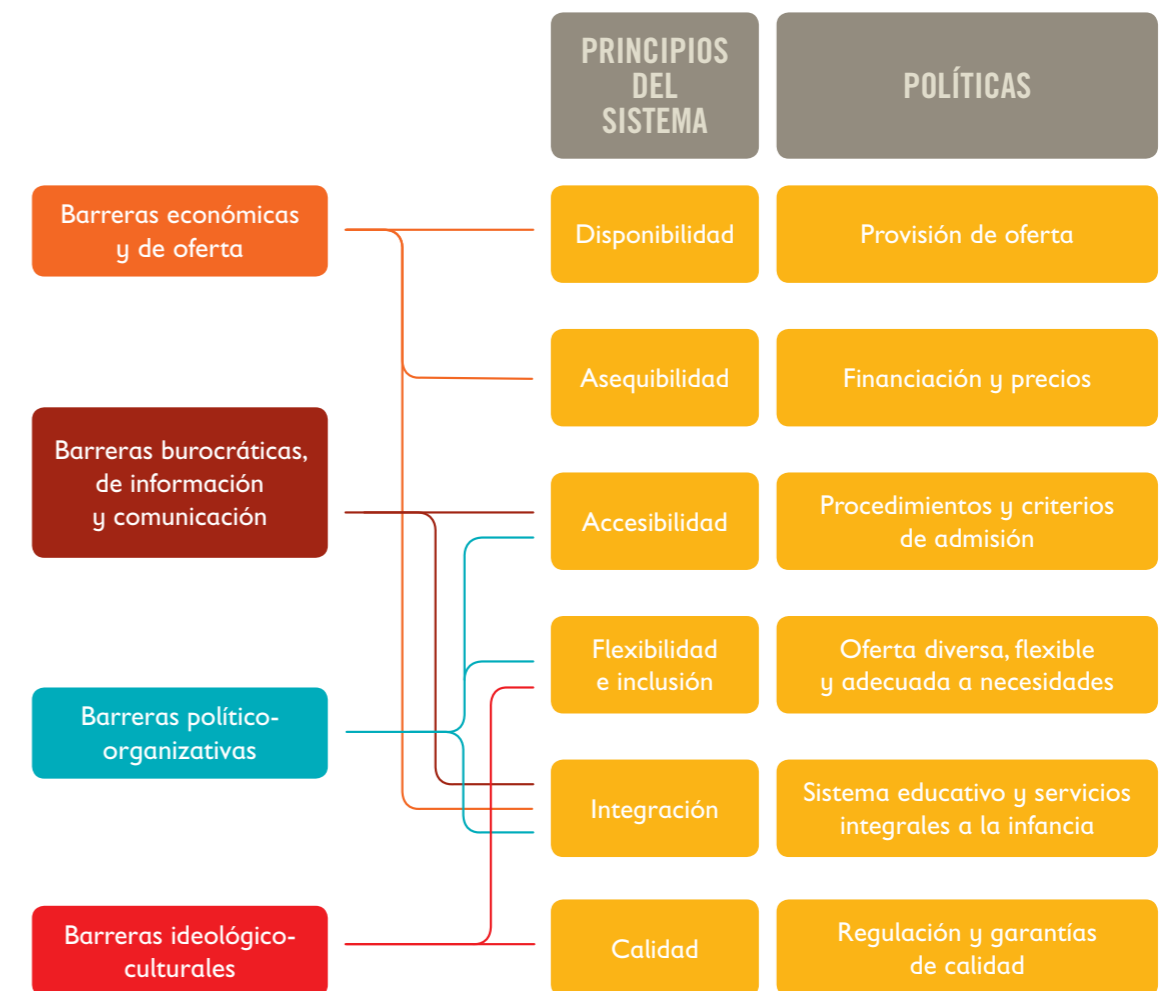 PRINCIPIOS
DEL
SISTEMA
POLÍTICAS
Barreras económicas
y de oferta
Disponibilidad
Provisión de oferta
Asequibilidad
Financiación y precios
Barreras burocráticas,
de información
y comunicación
Accesibilidad
Procedimientos y criterios
de admisión
Flexibilidad
e inclusión
Oferta diversa, flexible
y adecuada a necesidades
Barreras político-
organizativas
Integración
Sistema educativo y servicios
integrales a la infancia
Barreras ideológico-
culturales
Calidad
Regulación y garantías
de calidad